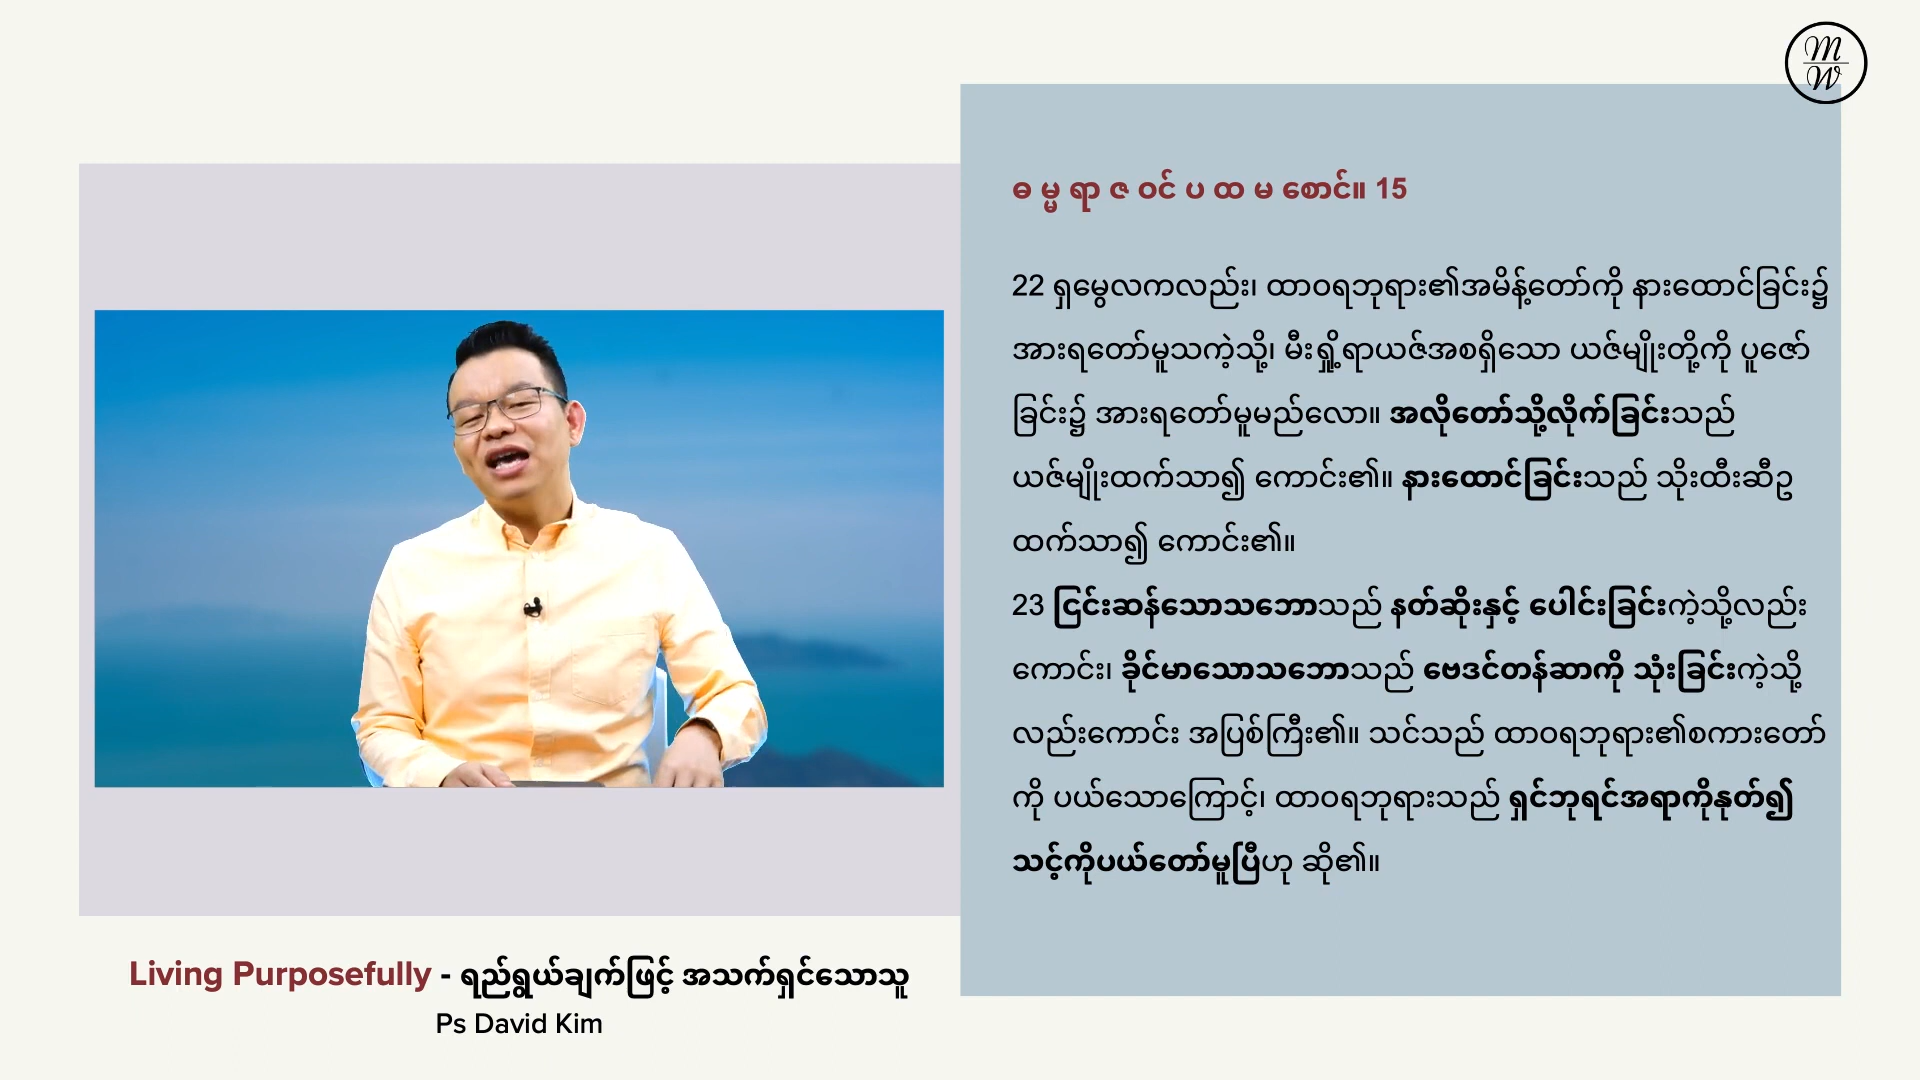 M
W
ဓ မ္မ ရာ ဇ ဝင် ပ ထ မ စောင်။ 15
22 ရှမွေလကလည်း၊ ထာဝရဘုရား၏အမိန့်တော်ကို နားထောင်ခြင်း၌
အားရတော်မူသကဲ့သို့၊ မီးရှို့ရာယဇ်အစရှိသော ယဇ်မျိုးတို့ကို ပူဇော်
ခြင်း၌ အားရတော်မူမည်လော။ အလိုတော်သို့လိုက်ခြင်းသည်
ယဇ်မျိုးထက်သာ၍ ကောင်း၏။ နားထောင်ခြင်းသည် သိုးထီးဆီဥ
ထက်သာ၍ ကောင်း၏။
23 ငြင်းဆန်သောသဘောသည် နတ်ဆိုးနှင့် ပေါင်းခြင်းကဲ့သို့လည်း
ကောင်း၊ ခိုင်မာသောသဘောသည် ဗေဒင်တန်ဆာကို သုံးခြင်းကဲ့သို့
လည်းကောင်း အပြစ်ကြီး၏။ သင်သည် ထာဝရဘုရား၏စကားတော်
ကို ပယ်သောကြောင့်၊ ထာဝရဘုရားသည် ရှင်ဘုရင်အရာကိုနုတ်၍
သင့်ကိုပယ်တော်မူပြီဟု ဆို၏။
Living Purposefully - ရည်ရွယ်ချက်ဖြင့် အသက်ရှင်သောသူ
Ps David Kim